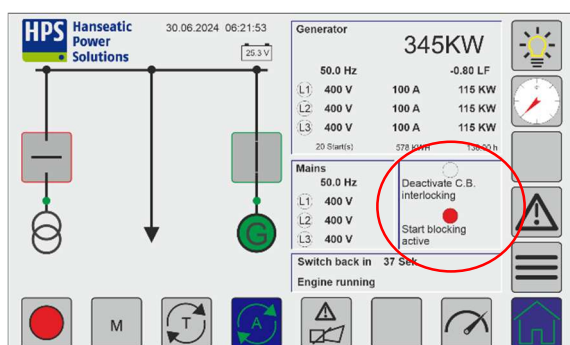 HPS Hanseatic
Power
Solutions
30.06.2024 06:21:53
25.3 V
Generator
345KW
50.0 Hz -0.80 LF
L1 400 V 100 A 115 KW
L2 400 V 100 A 115 KW
L3 400 V 100 A 115 KW
20 Start(s) 578 KWH h
Mains
50.0 Hz
L1 400 V
L2 400 V
L3 400 V
Deactivate C.B.
interlocking
Start blocking
active
Switch back in 37 Sek
Engine running
G
M
T
A